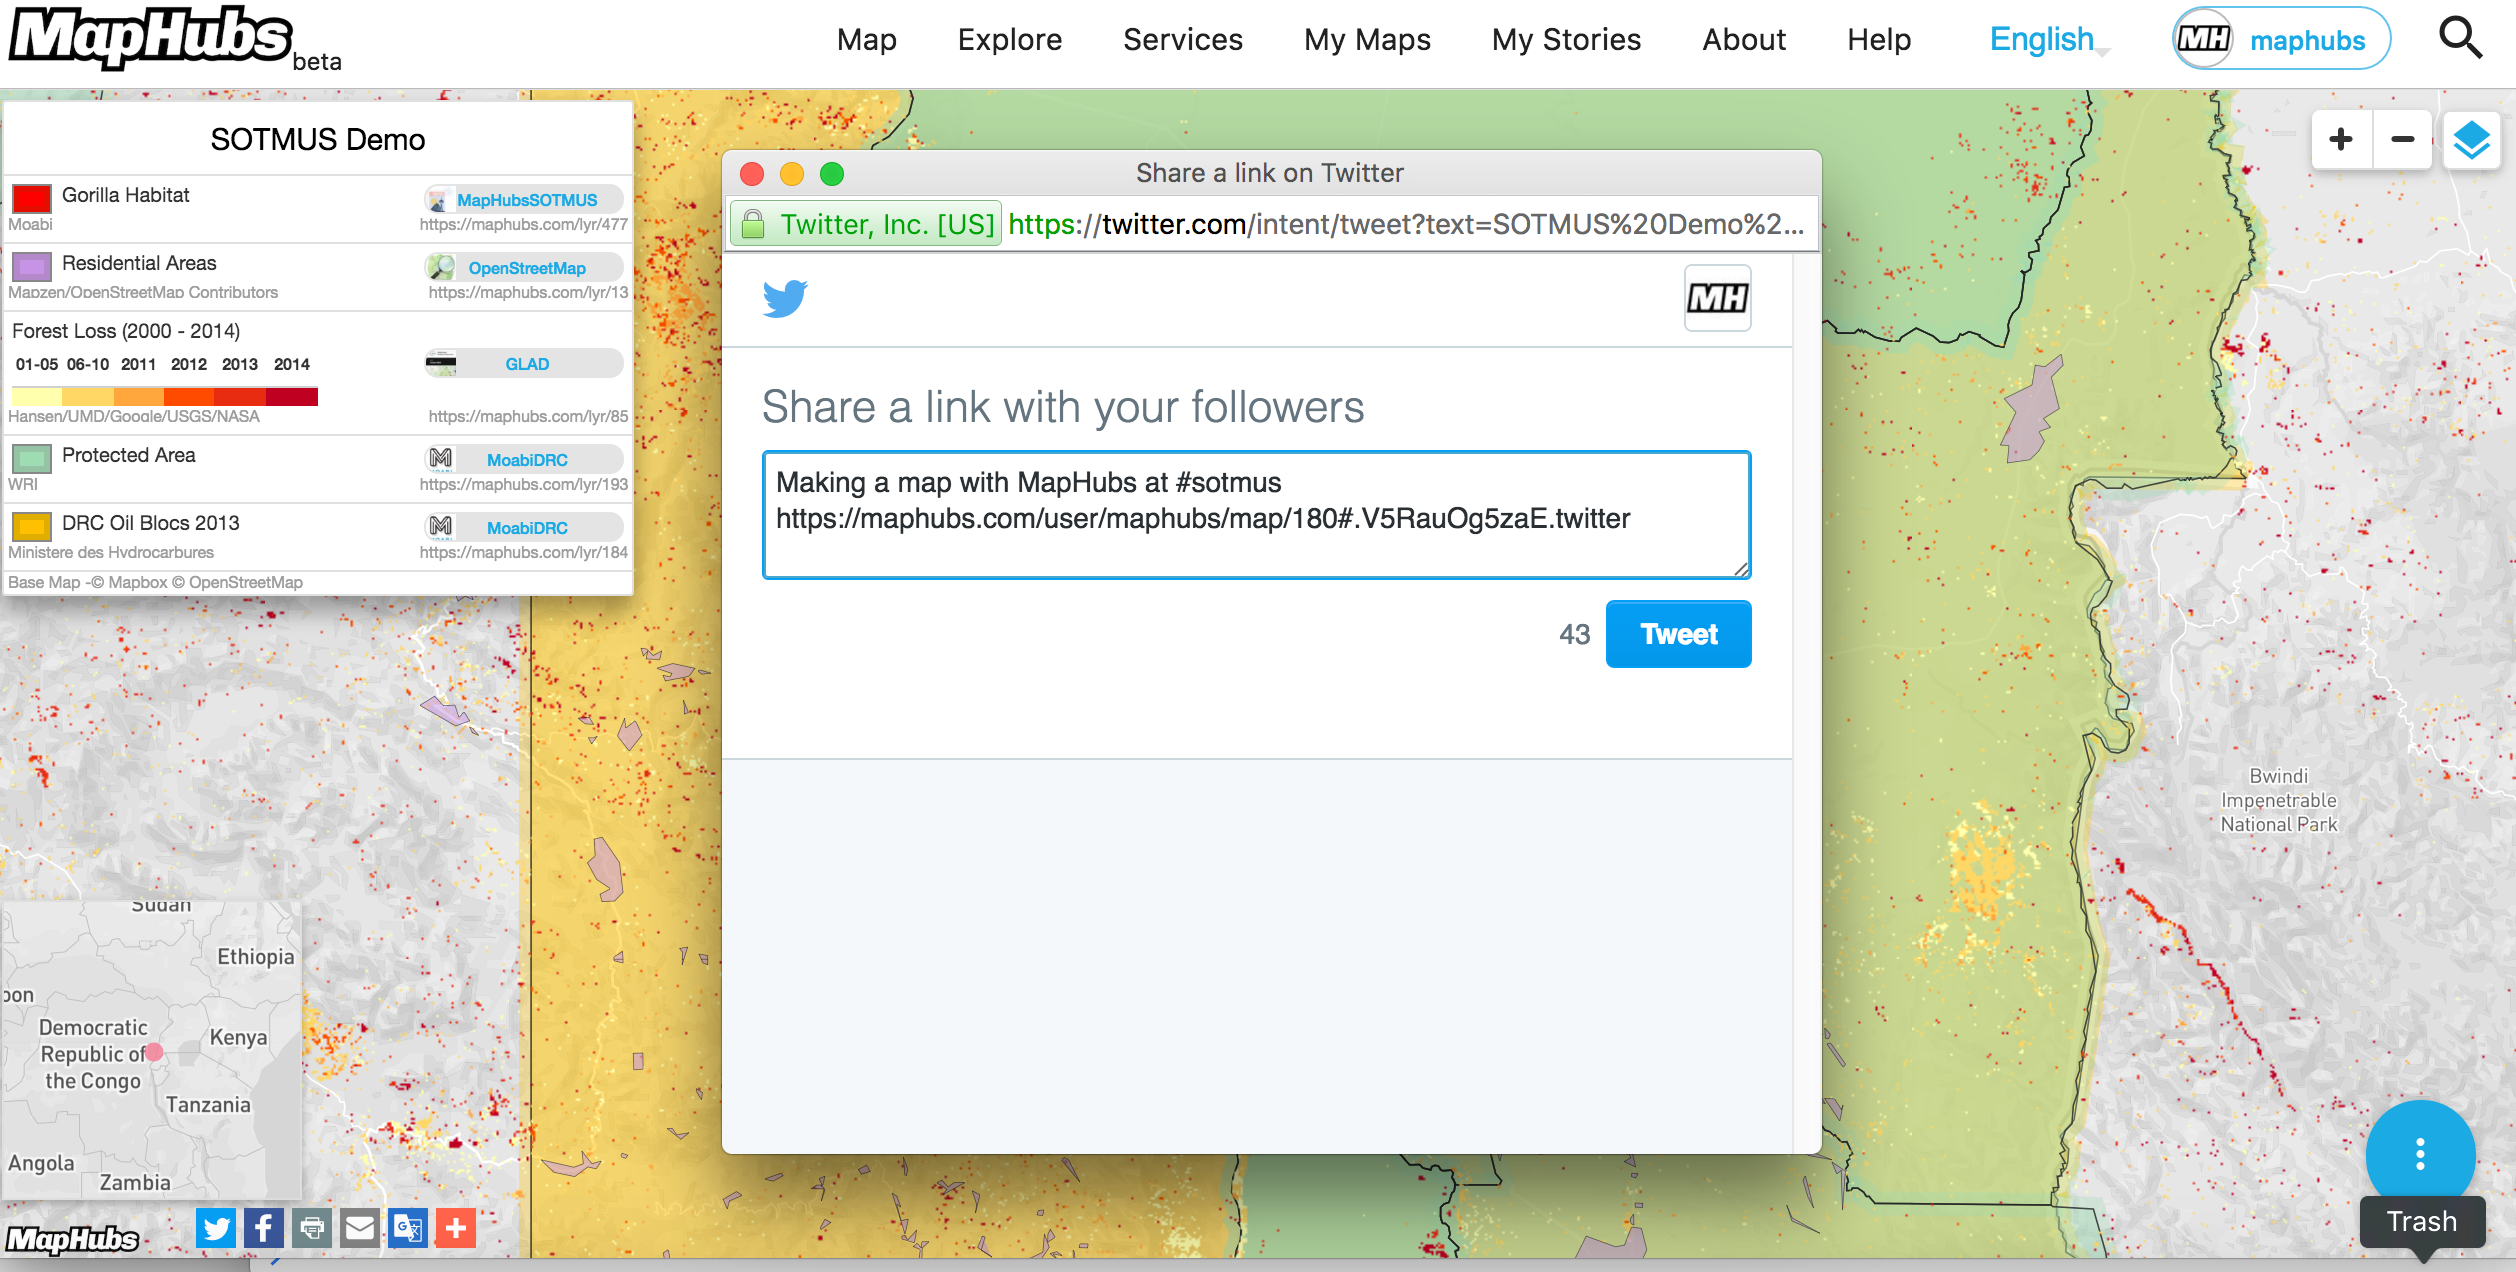 MapHubs beta
Map Explore Services My Maps My Stories About Help English MH maphubs
SOTMUS Demo
Gorilla Habitat MapHubsSOTMUS
Moabi https://maphubs.com/lyr/477
Residential Areas OpenStreetMap
Mapzen/OpenStreetMap Contributors https://maphubs.com/lyr/13
Forest Loss (2000 - 2014)
01-05 06-10 2011 2012 2013 2014 GLAD
Hansen/UMD/Google/USGS/NASA https://maphubs.com/lyr/85
Protected Area MoabiDRC
WRI https://maphubs.com/lyr/193
DRC Oil Blocs 2013 MoabiDRC
Ministere des Hydrocarbures https://maphubs.com/lyr/184
Base Map -© Mapbox © OpenStreetMap
Share a link on Twitter
Twitter, Inc. [US] https://twitter.com/intent/tweet?text=SOTMUS%20Demo%2...
MH
Share a link with your followers
Making a map with MapHubs at #sotmus
https://maphubs.com/user/maphubs/map/180#.V5RauOg5zaE.twitter
43 Tweet
Bwindi
Impenetrable
National Park
Sudan
Ethiopia
bon
Democratic
Republic of
the Congo
Kenya
Tanzania
Angola
Zambia
MapHubs
Trash